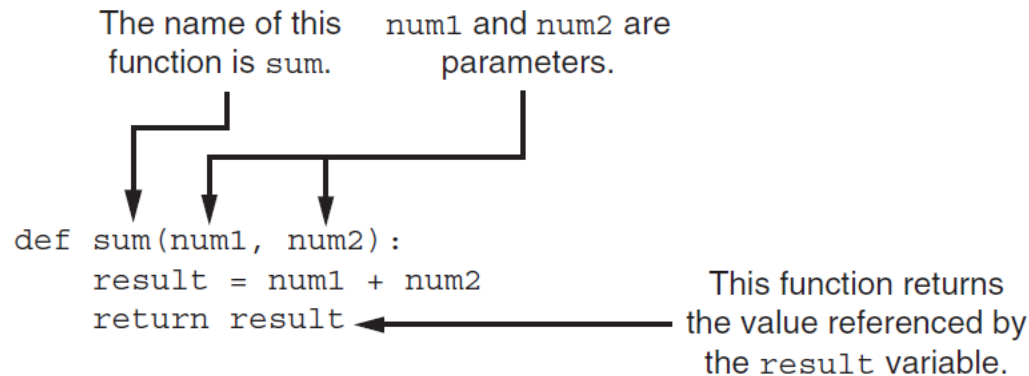 The name of this
function is sum.
num1 and num2 are
parameters.
def sum(num1, num2):
    result = num1 + num2
    return result
This function returns
the value referenced by
the result variable.